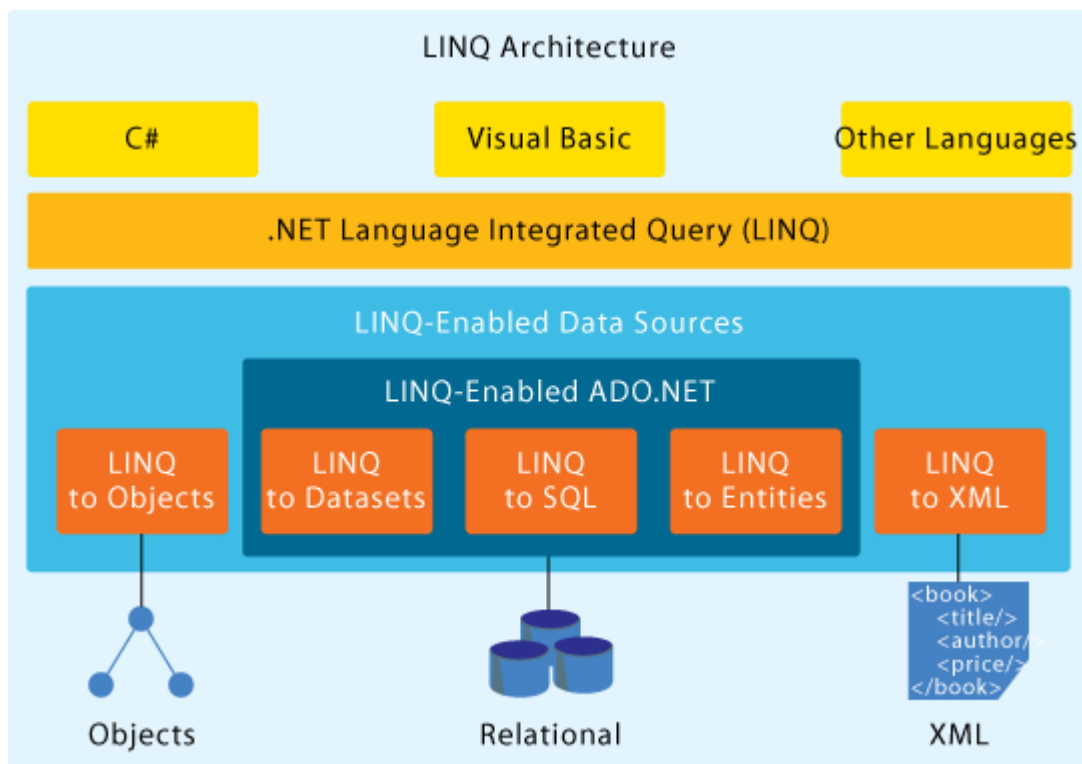 LINQ Architecture
C#
Visual Basic
Other Languages
.NET Language Integrated Query (LINQ)
LINQ-Enabled Data Sources
LINQ-Enabled ADO.NET
LINQ
to Objects
LINQ
to Datasets
LINQ
to SQL
LINQ
to Entities
LINQ
to XML
<book>
<title/>
<author/>
<price/>
</book>
Objects
Relational
XML